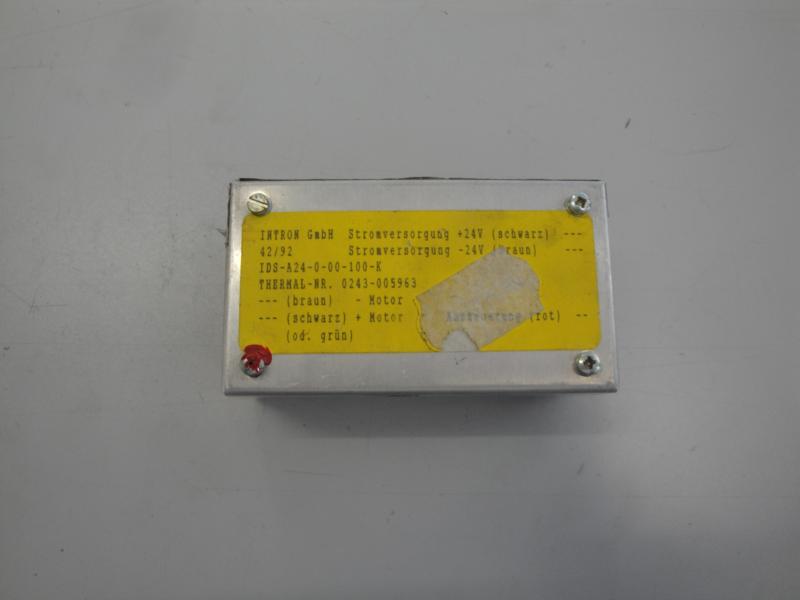 INTRON GmbH Stromversorgung +24V (schwarz) ---
42/92 Stromversorgung -24V (braun) ---
IDS-A24-0-00-100-K
THERMAL-NR. 0243-005963
--- (braun) - Motor
--- (schwarz) + Motor (rot) --
(od. grün)